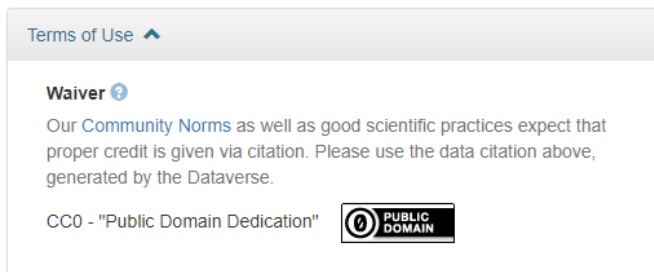 Terms of Use
Waiver
Our Community Norms as well as good scientific practices expect that
proper credit is given via citation. Please use the data citation above,
generated by the Dataverse.
CC0 - "Public Domain Dedication"
PUBLIC
DOMAIN